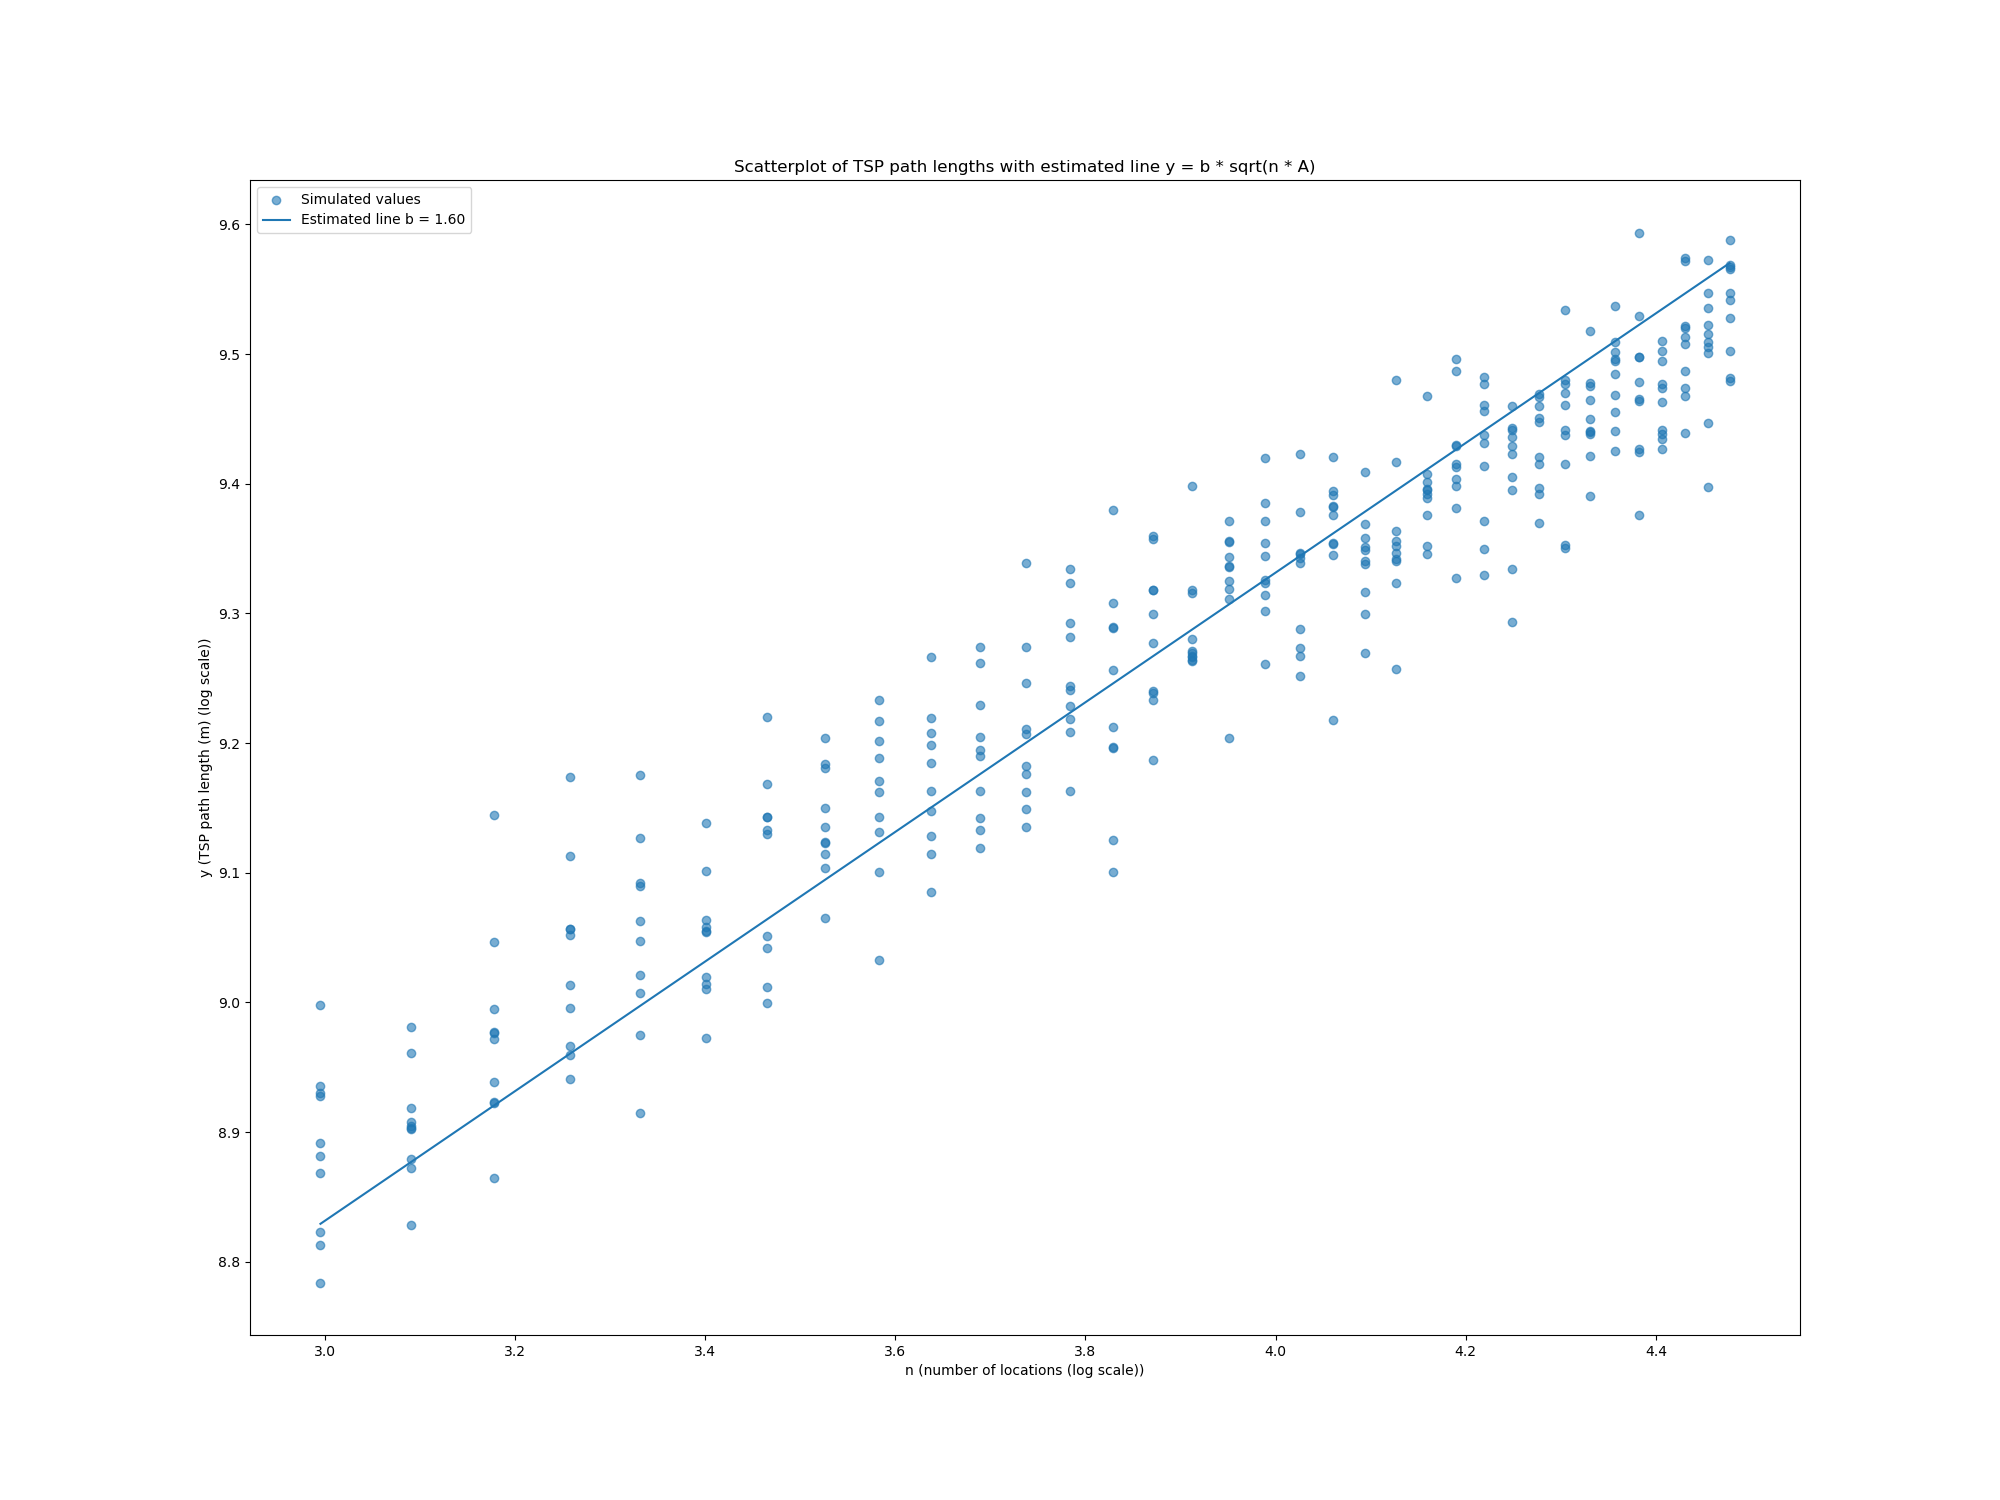 Scatterplot of TSP path lengths with estimated line y = b * sqrt(n * A)
Simulated values
Estimated line b = 1.60
9.6
9.5
9.4
9.3
9.2
9.1
9.0
8.9
8.8
y (TSP path length (m) (log scale))
3.0 3.2 3.4 3.6 3.8 4.0 4.2 4.4
n (number of locations (log scale))